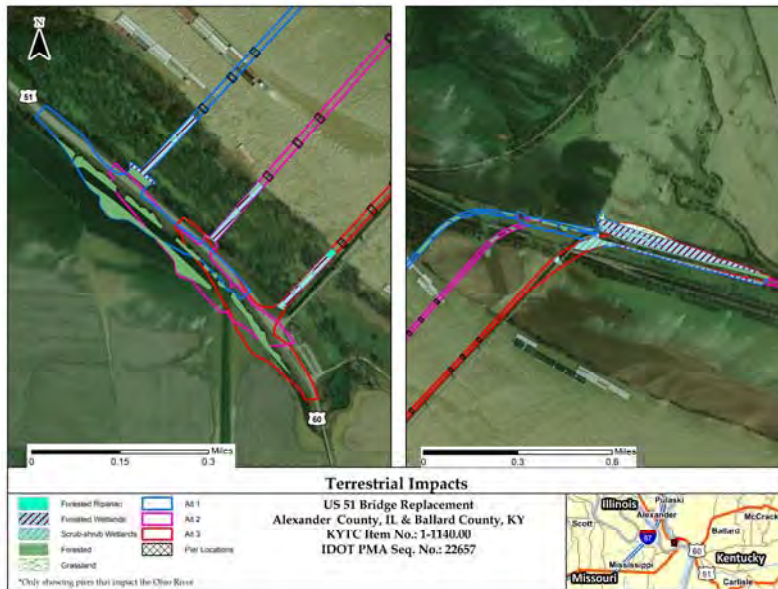 N
51
60
Miles
0
0.15
0.3
Miles
0
0.3
0.6
Terrestrial Impacts
Forested Riparian
Forested Wetlands
Scrub-shrub Wetlands
Forested
Grassland
Alt 1
Alt 2
Alt 3
Pier Locations
*Only showing piers that impact the Ohio River
US 51 Bridge Replacement
Alexander County, IL & Ballard County, KY
KYTC Item No.: 1-1140.00
IDOT PMA Seq. No.: 22657
Illinois
Pulaski
Alexander
Scott
Ballard
McCrack
57
60
Kentucky
Mississippi
Missouri
51
Carlisle